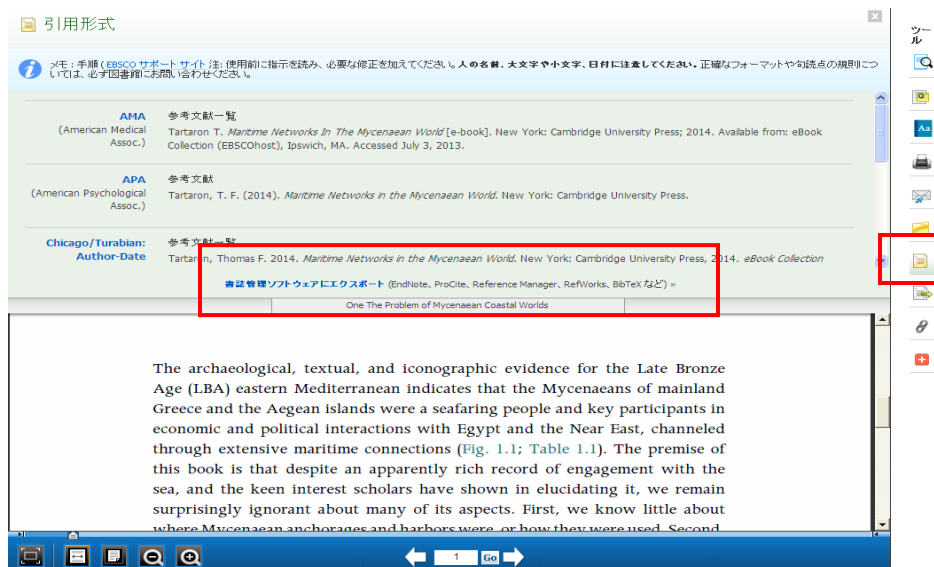 引用形式
ツール
メモ : 手順 ( EBSCO サポート サイト 注: 使用前に指示を読み、必要な修正を加えてください。人の名前、大文字や小文字、日付に注意してください。正確なフォーマットや句読点の規則につ
いては、必ず図書館にお問い合わせください。
AMA
(American Medical
Assoc.)
参考文献一覧
Tartaron T. Maritime Networks In The Mycenaean World [e-book]. New York: Cambridge University Press; 2014. Available from: eBook
Collection (EBSCOhost), Ipswich, MA. Accessed July 3, 2013.
APA
(American Psychological
Assoc.)
参考文献
Tartaron, T. F. (2014). Maritime Networks in the Mycenaean World. New York: Cambridge University Press.
Chicago/Turabian:
Author-Date
参考文献一覧
Tartaron, Thomas F. 2014. Maritime Networks in the Mycenaean World. New York: Cambridge University Press, 2014. eBook Collection
書誌管理ソフトウェアにエクスポート (EndNote、ProCite、Reference Manager、RefWorks、BibTeX など) »
One The Problem of Mycenaean Coastal Worlds
The archaeological, textual, and iconographic evidence for the Late Bronze
Age (LBA) eastern Mediterranean indicates that the Mycenaeans of mainland
Greece and the Aegean islands were a seafaring people and key participants in
economic and political interactions with Egypt and the Near East, channeled
through extensive maritime connections (Fig. 1.1; Table 1.1). The premise of
this book is that despite an apparently rich record of engagement with the
sea, and the keen interest scholars have shown in elucidating it, we remain
surprisingly ignorant about many of its aspects. First, we know little about
where Mycenaean anchorages and harbors were, or how they were used. Second,
1
Go
Aa